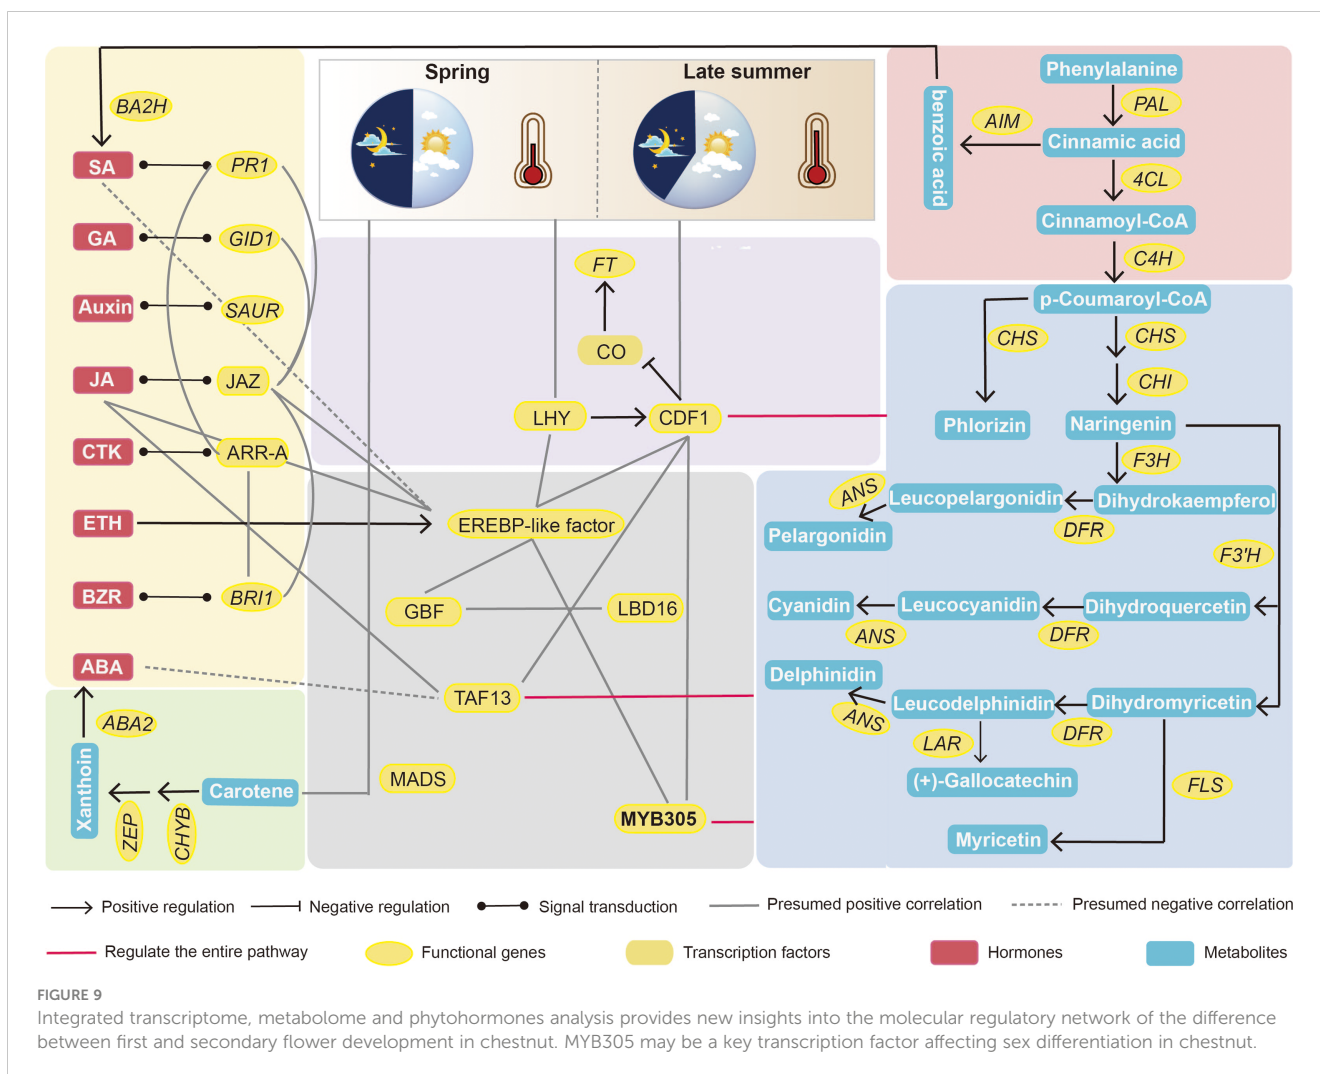 Spring
Late summer
BA2H
SA
PR1
GA
GID1
Auxin
SAUR
JA
JAZ
CTK
ARR-A
ETH
BZR
BRI1
ABA
ABA2
Xanthoin
ZEP
CHYB
Carotene
FT
CO
LHY
CDF1
EREBP-like factor
GBF
LBD16
TAF13
MADS
MYB305
Phenylalanine
PAL
AIM
benzoic acid
Cinnamic acid
4CL
Cinnamoyl-CoA
C4H
p-Coumaroyl-CoA
CHS
CHS
CHI
Phlorizin
Naringenin
F3H
ANS
Leucopelargonidin
Dihydrokaempferol
DFR
Pelargonidin
F3'H
Cyanidin
Leucocyanidin
Dihydroquercetin
ANS
DFR
Delphinidin
Leucodelphinidin
Dihydromyricetin
ANS
LAR
DFR
(+)-Gallocatechin
FLS
Myricetin
Positive regulation
Negative regulation
Signal transduction
Presumed positive correlation
Presumed negative correlation
Regulate the entire pathway
Functional genes
Transcription factors
Hormones
Metabolites
FIGURE 9
Integrated transcriptome, metabolome and phytohormones analysis provides new insights into the molecular regulatory network of the difference
between first and secondary flower development in chestnut. MYB305 may be a key transcription factor affecting sex differentiation in chestnut.